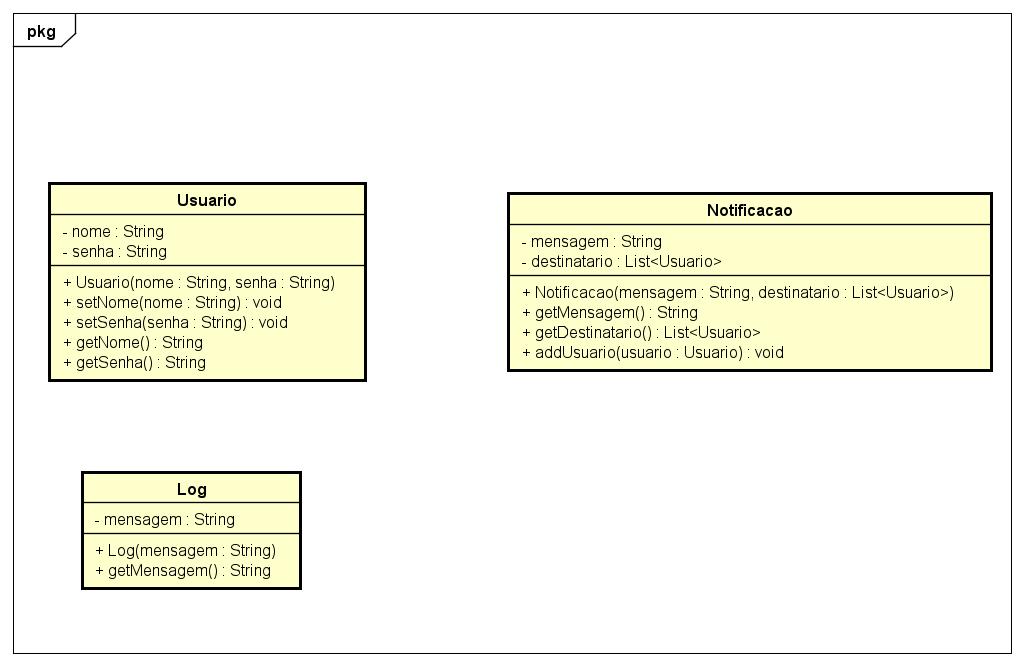 pkg
Usuario
- nome : String
- senha : String
+ Usuario(nome : String, senha : String)
+ setNome(nome : String) : void
+ setSenha(senha : String) : void
+ getNome() : String
+ getSenha() : String
Notificacao
- mensagem : String
- destinatario : List<Usuario>
+ Notificacao(mensagem : String, destinatario : List<Usuario>)
+ getMensagem() : String
+ getDestinatario() : List<Usuario>
+ addUsuario(usuario : Usuario) : void
Log
- mensagem : String
+ Log(mensagem : String)
+ getMensagem() : String